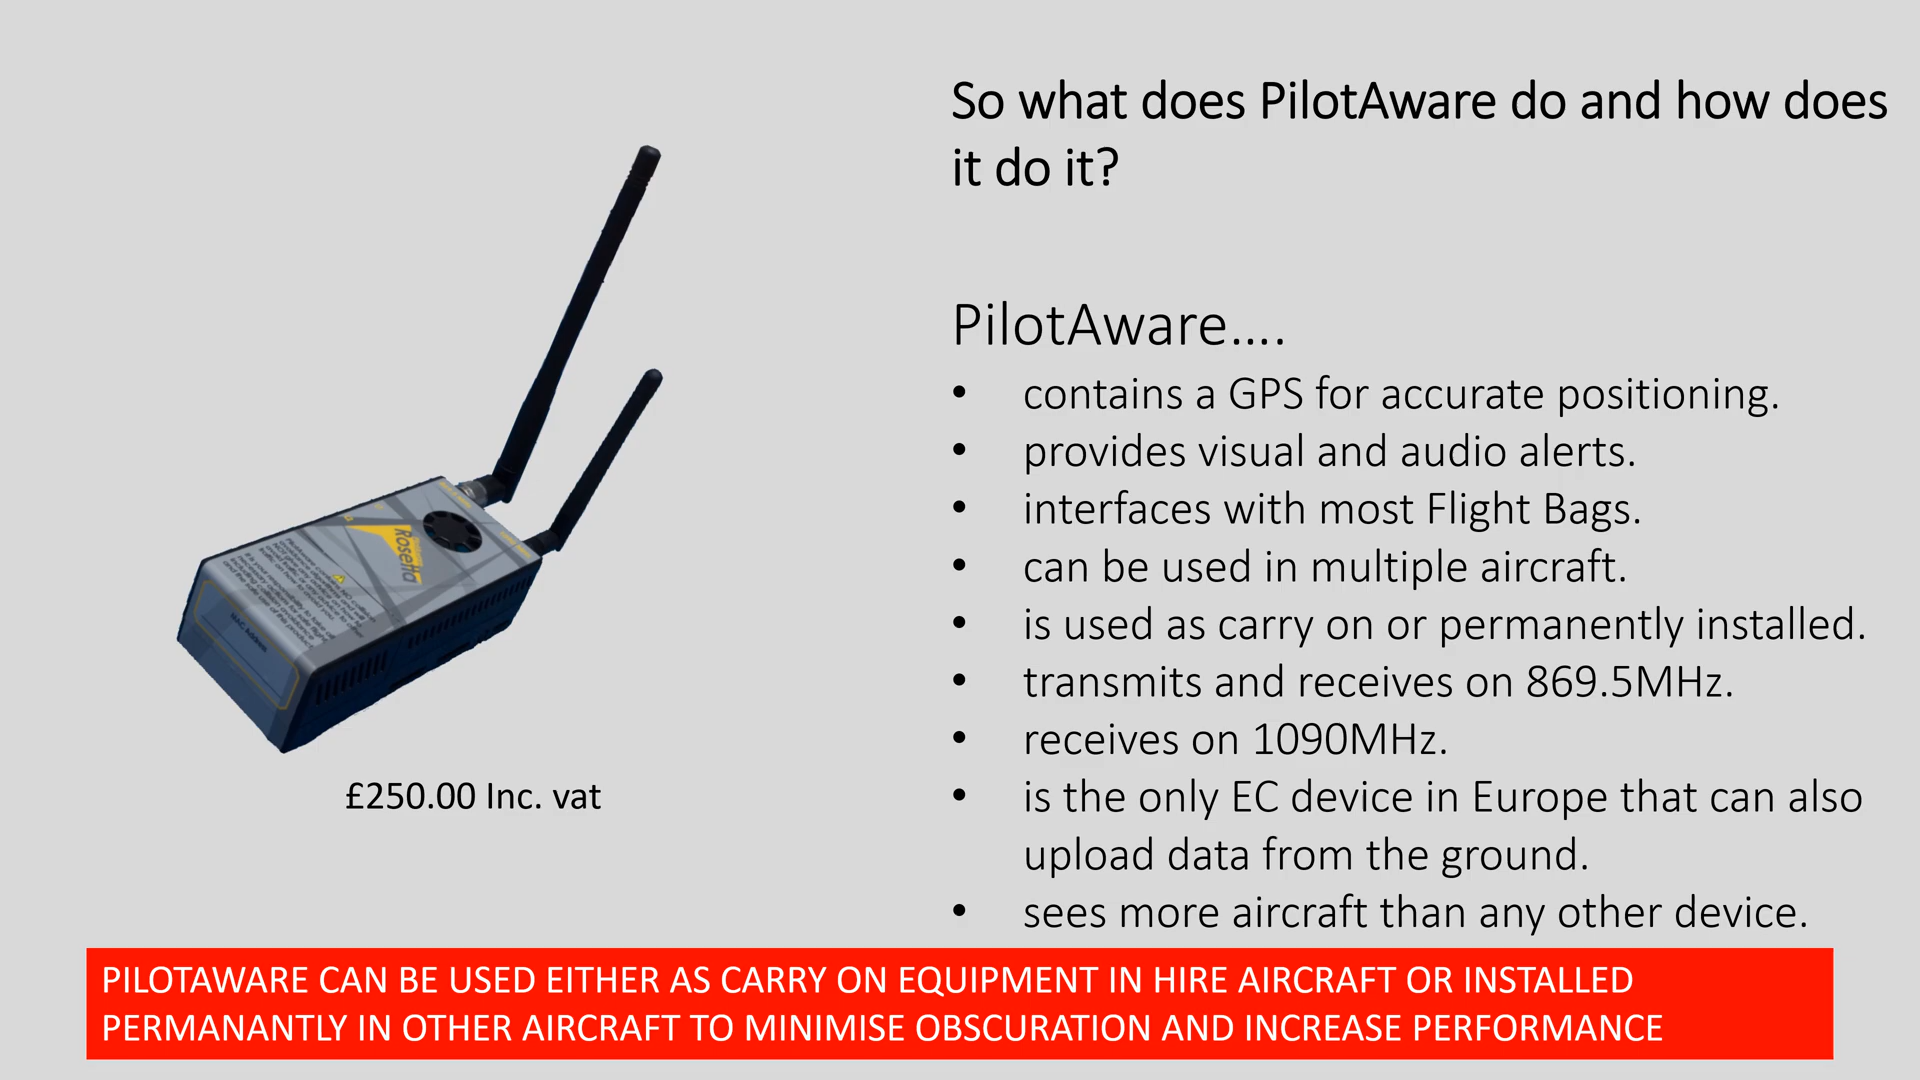 So what does PilotAware do and how does
it do it?
PilotAware....
• contains a GPS for accurate positioning.
• provides visual and audio alerts.
• interfaces with most Flight Bags.
• can be used in multiple aircraft.
• is used as carry on or permanently installed.
• transmits and receives on 869.5MHz.
• receives on 1090MHz.
• is the only EC device in Europe that can also
upload data from the ground.
• sees more aircraft than any other device.
Rosetta
MAC Address
£250.00 Inc. vat
PILOTAWARE CAN BE USED EITHER AS CARRY ON EQUIPMENT IN HIRE AIRCRAFT OR INSTALLED
PERMANANTLY IN OTHER AIRCRAFT TO MINIMISE OBSCURATION AND INCREASE PERFORMANCE